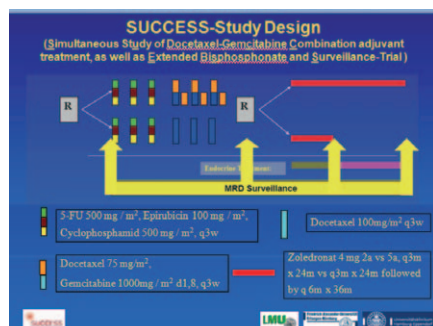 SUCCESS-Study Design
(Simultaneous Study of Docetaxel-Gemcitabine Combination adjuvant
treatment, as well as Extended Bisphosphonate and Surveillance-Trial)
R
R
Endocrine Treatment
MRD Surveillance
5-FU 500 mg / m², Epirubicin 100 mg / m²,
Cyclophosphamid 500 mg / m², q3w
Docetaxel 100mg/m² q3w
Docetaxel 75 mg/m²,
Gemcitabine 1000mg / m² d1,8, q3w
Zoledronat 4 mg 2a vs 5a, q3m
x 24m vs q3m x 24m followed
by q 6m x 36m
SUCCESS
LMU